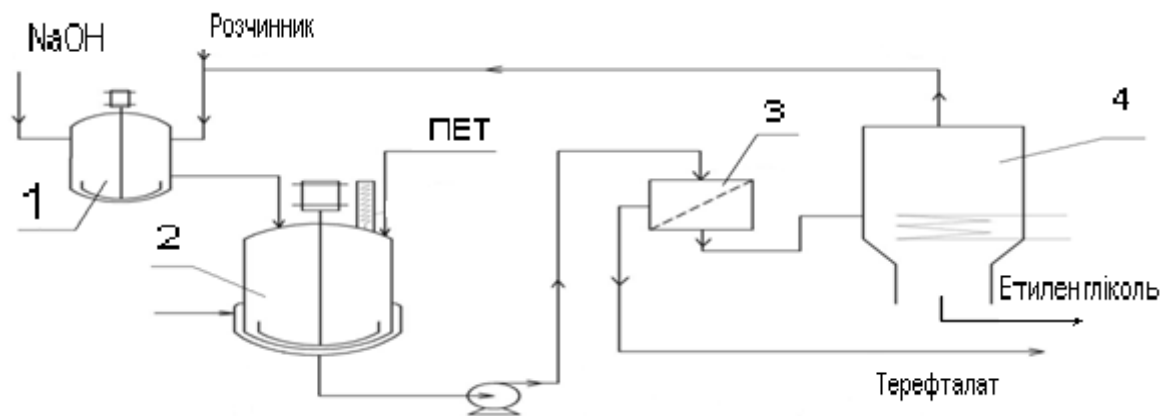 NaOH
Розчинник
ПЕТ
3
4
1
2
Етиленгліколь
Терефталат